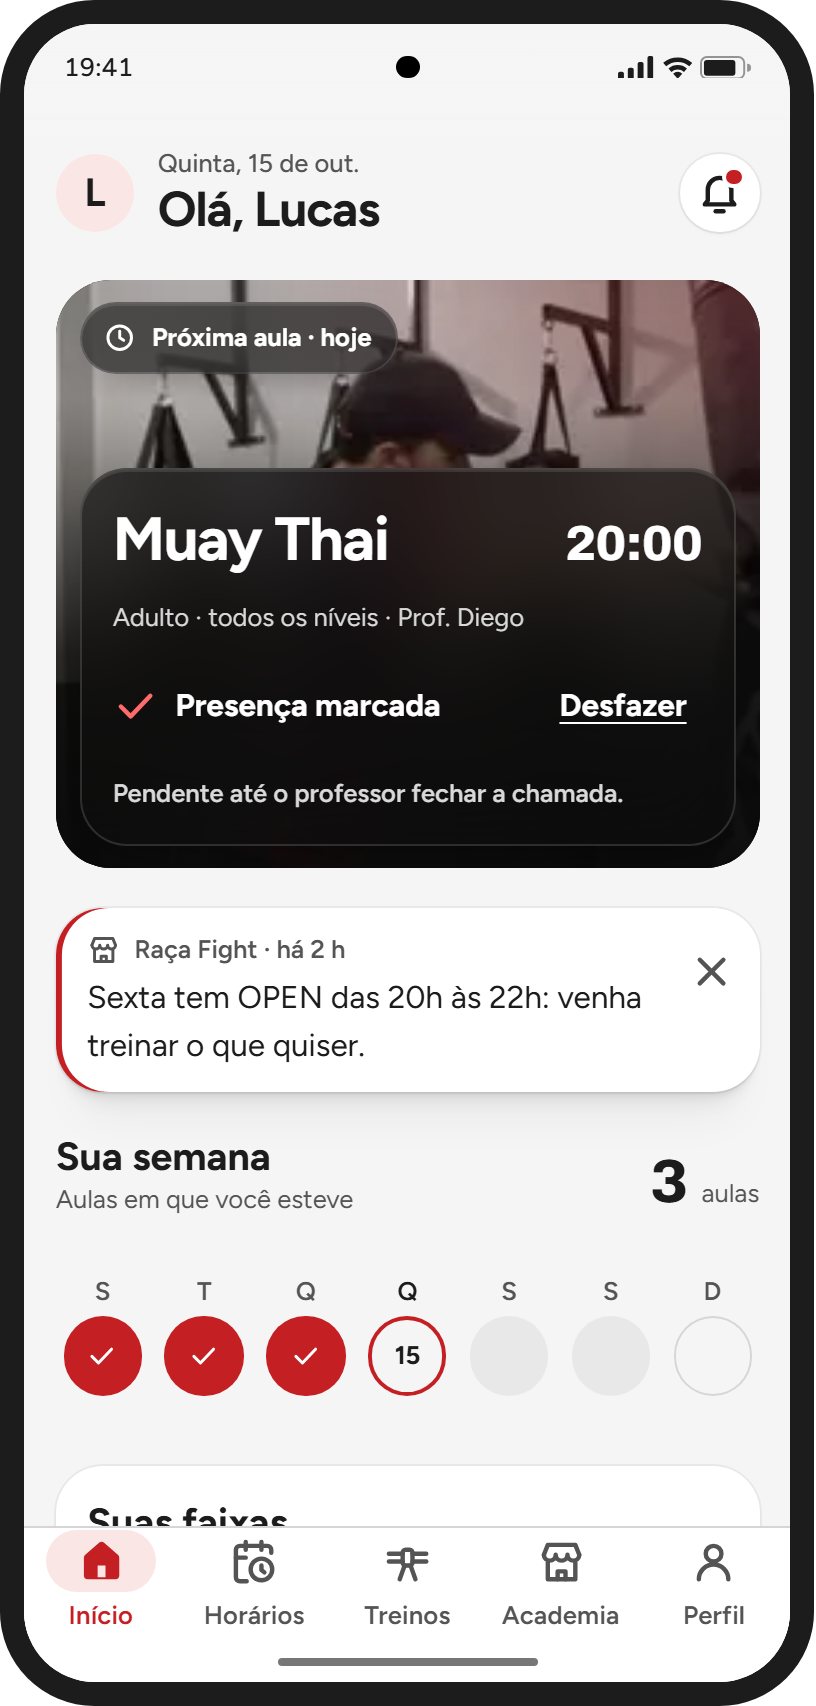 19:41
L
Quinta, 15 de out.
Olá, Lucas
Próxima aula · hoje
Muay Thai
20:00
Adulto · todos os níveis · Prof. Diego
Presença marcada
Desfazer
Pendente até o professor fechar a chamada.
Raça Fight · há 2 h
Sexta tem OPEN das 20h às 22h: venha
treinar o que quiser.
Sua semana
Aulas em que você esteve
3 aulas
S T Q Q S S D
15
Suas faixas
Início Horários Treinos Academia Perfil